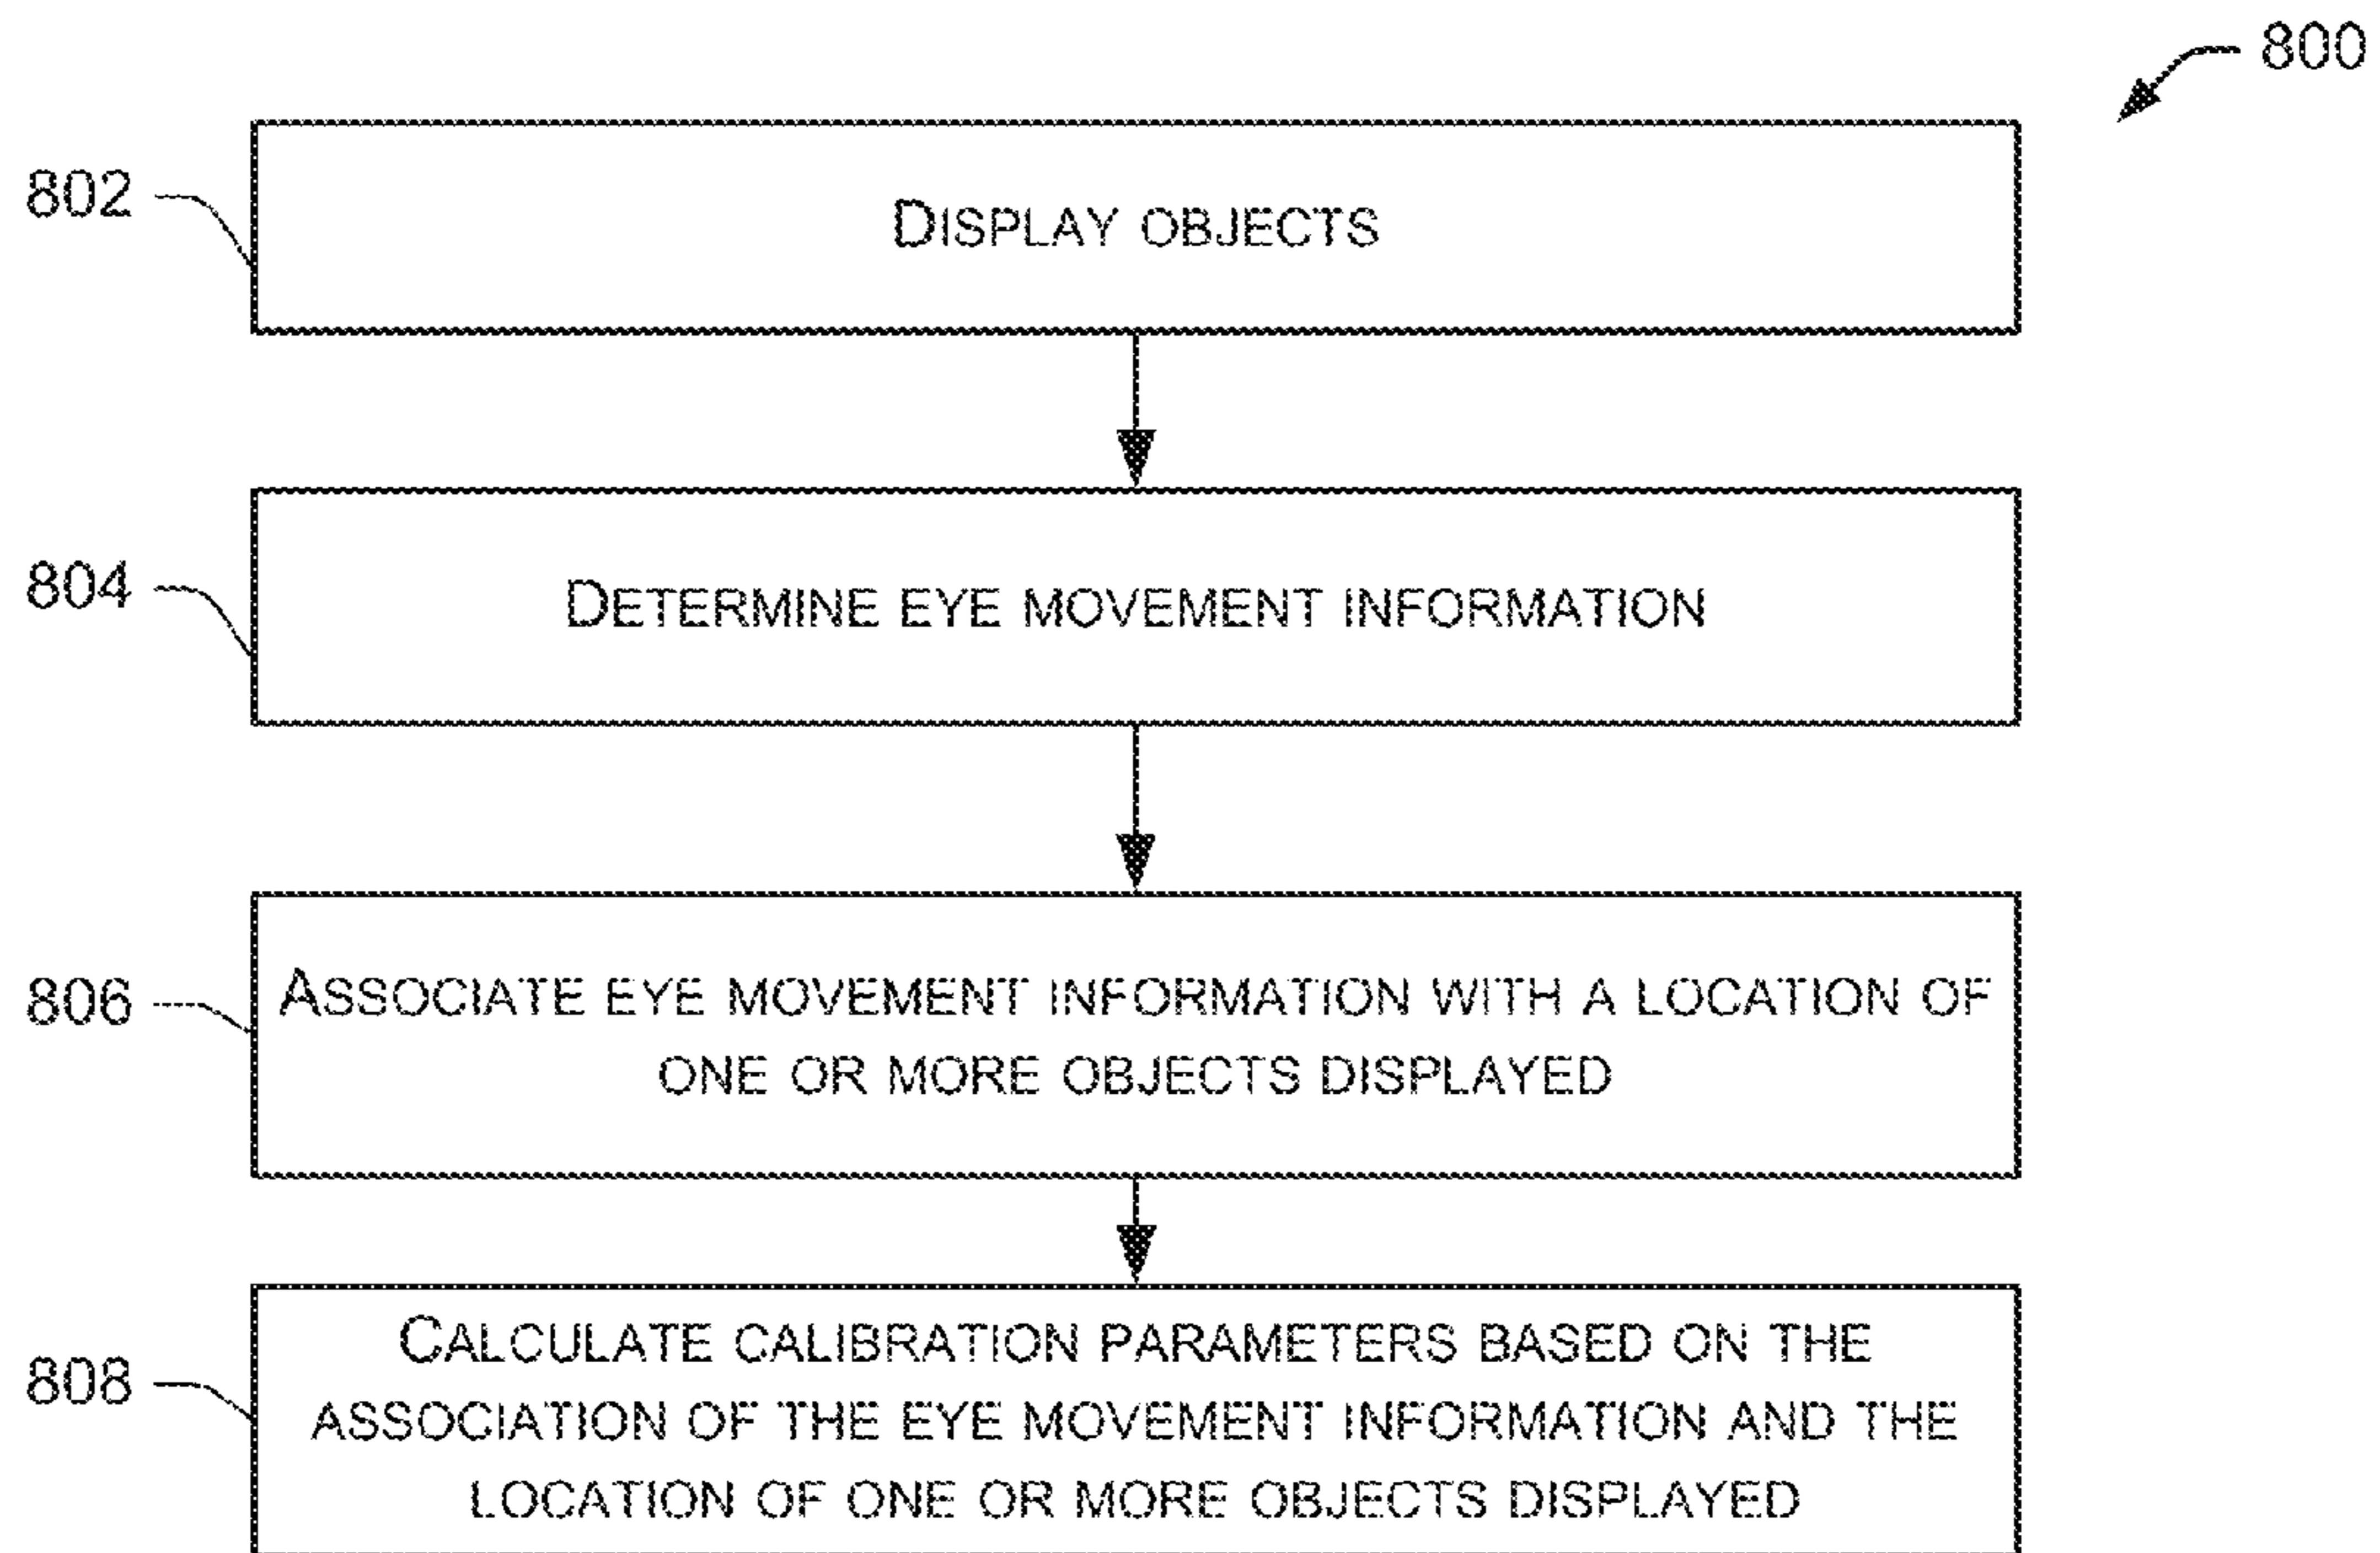 800
802
DISPLAY OBJECTS
804
DETERMINE EYE MOVEMENT INFORMATION
806
ASSOCIATE EYE MOVEMENT INFORMATION WITH A LOCATION OF
ONE OR MORE OBJECTS DISPLAYED
808
CALCULATE CALIBRATION PARAMETERS BASED ON THE
ASSOCIATION OF THE EYE MOVEMENT INFORMATION AND THE
LOCATION OF ONE OR MORE OBJECTS DISPLAYED